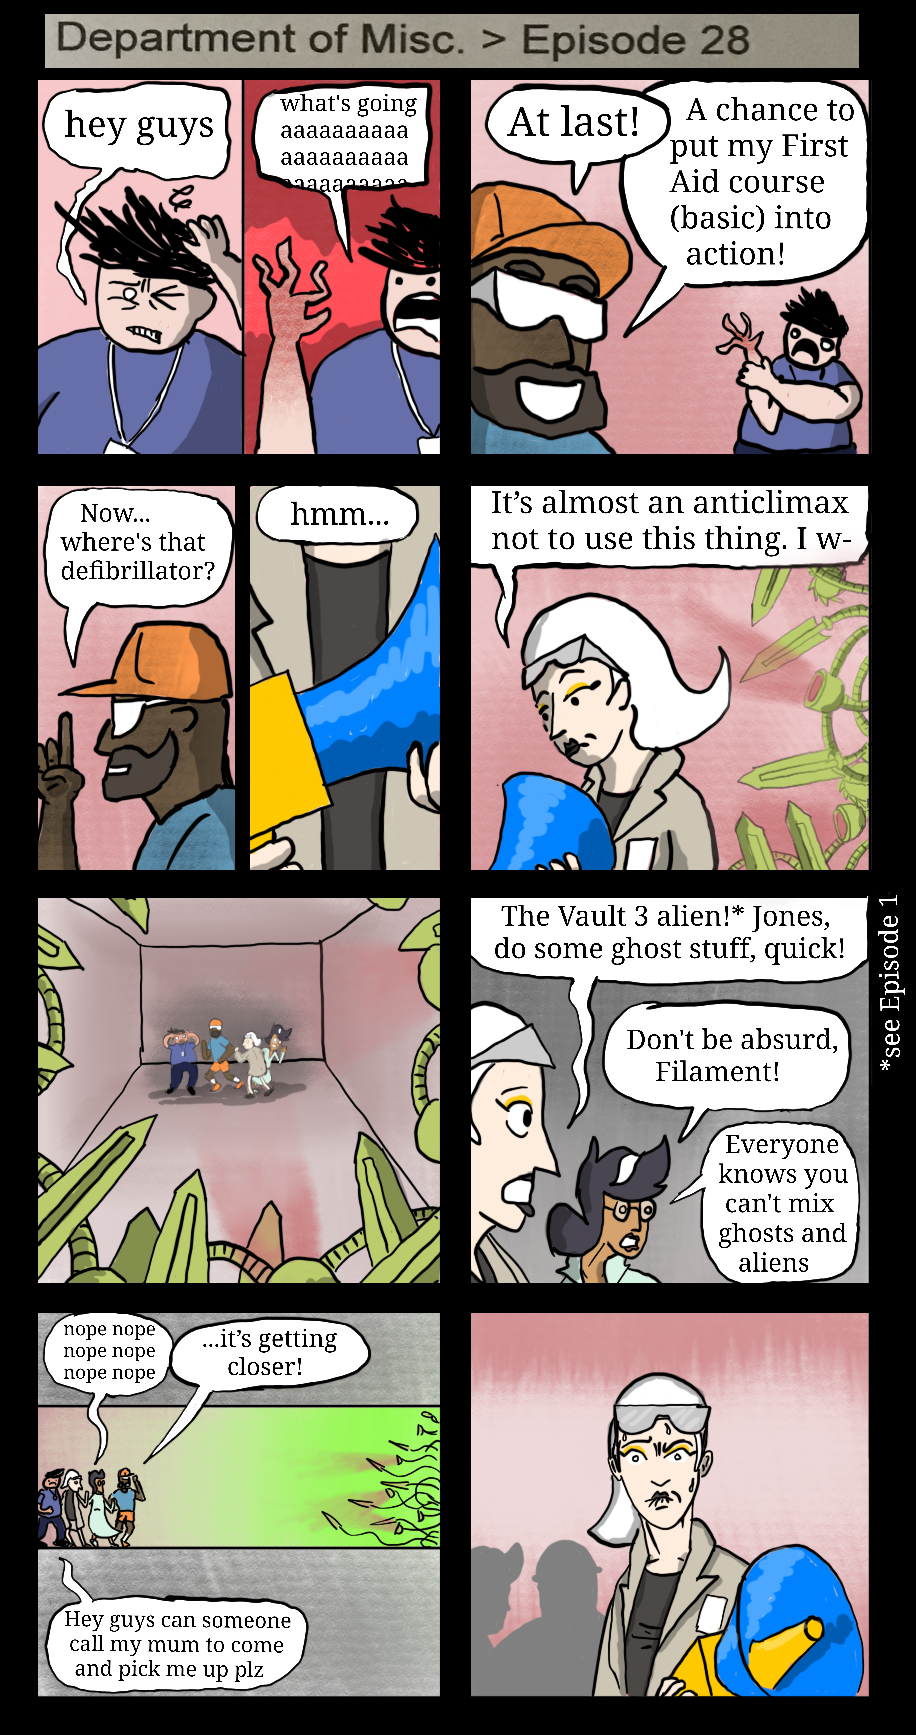 Department of Misc. > Episode 28
hey guys
what's going
aaaaaaaaaa
aaaaaaaaaa
aaaaaaaaaa
At last!
A chance to
put my First
Aid course
(basic) into
action!
Now...
where's that
defibrillator?
hmm...
It's almost an anticlimax
not to use this thing. I w-
The Vault 3 alien!* Jones,
do some ghost stuff, quick!
*see Episode 1
Don't be absurd,
Filament!
Everyone
knows you
can't mix
ghosts and
aliens
nope nope
nope nope
nope nope
...it's getting
closer!
Hey guys can someone
call my mum to come
and pick me up plz